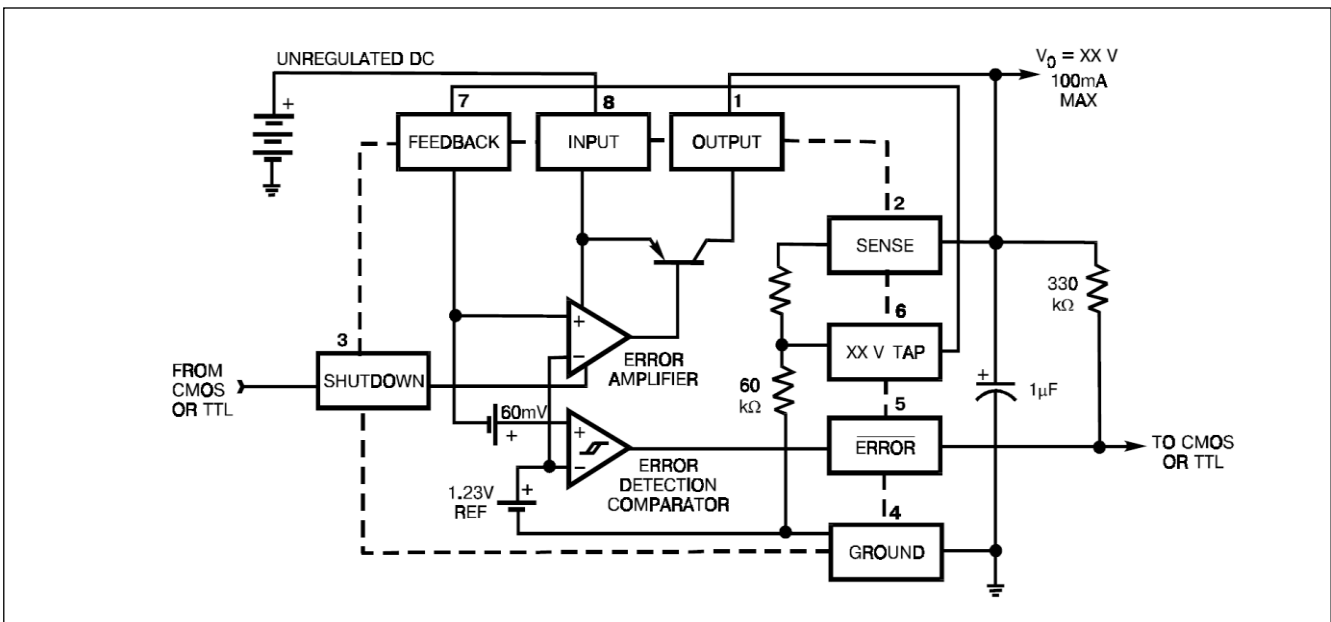 UNREGULATED DC
V0 = XX V
100mA
MAX
+
7
8
1
FEEDBACK
INPUT
OUTPUT
2
SENSE
330
kΩ
6
+
−
XX V TAP
ERROR
AMPLIFIER
3
SHUTDOWN
FROM
CMOS
OR TTL
60
kΩ
+
1µF
5
60mV
+
+
−
ERROR
TO CMOS
OR TTL
ERROR
DETECTION
COMPARATOR
1.23V
REF
+
4
GROUND